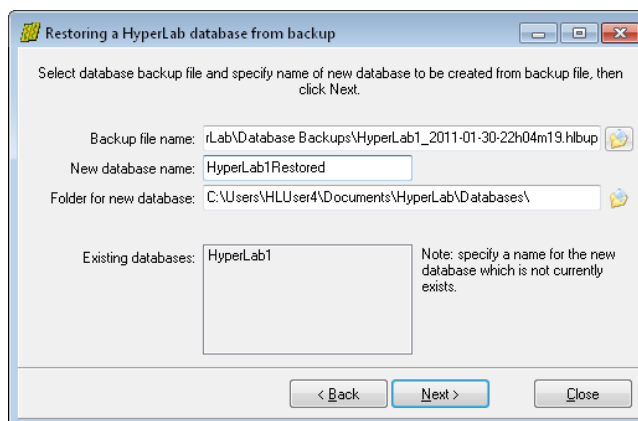 Restoring a HyperLab database from backup
Select database backup file and specify name of new database to be created from backup file, then
click Next.
Backup file name: rLab\Database Backups\HyperLab1_2011-01-30-22h04m19.hlbup
New database name: HyperLab1Restored
Folder for new database: C:\Users\HLUser4\Documents\HyperLab\Databases\
Existing databases: HyperLab1
Note: specify a name for the new
database which is not currently
exists.
< Back Next > Close